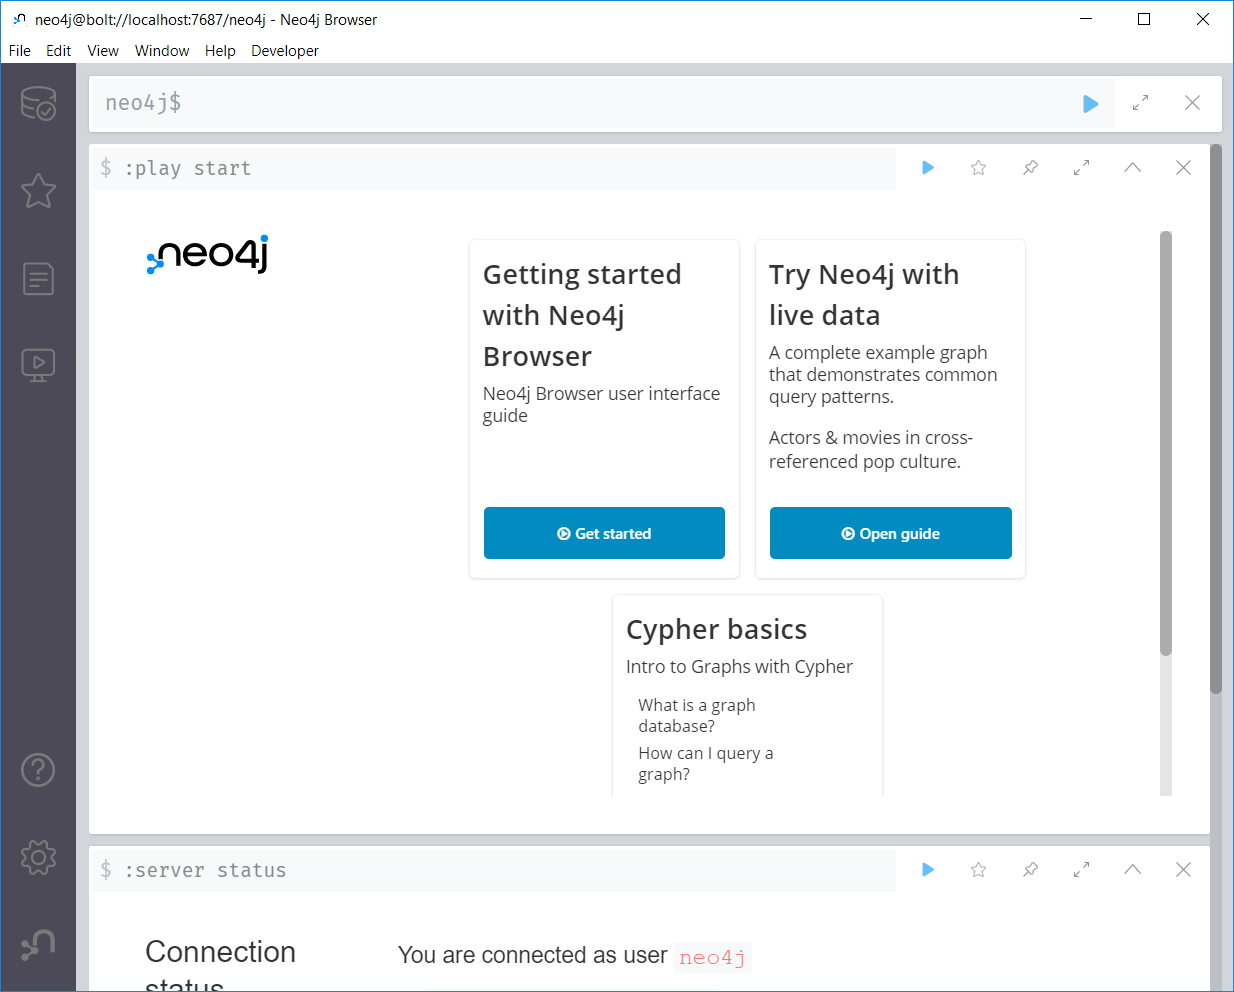 neo4j@bolt://localhost:7687/neo4j - Neo4j Browser
File Edit View Window Help Developer
neo4j$
$ :play start
neo4j
Getting started
with Neo4j
Browser
Neo4j Browser user interface
guide
Get started
Try Neo4j with
live data
A complete example graph
that demonstrates common
query patterns.
Actors & movies in cross-
referenced pop culture.
Open guide
Cypher basics
Intro to Graphs with Cypher
What is a graph
database?
How can I query a
graph?
$ :server status
Connection
status
You are connected as user neo4j